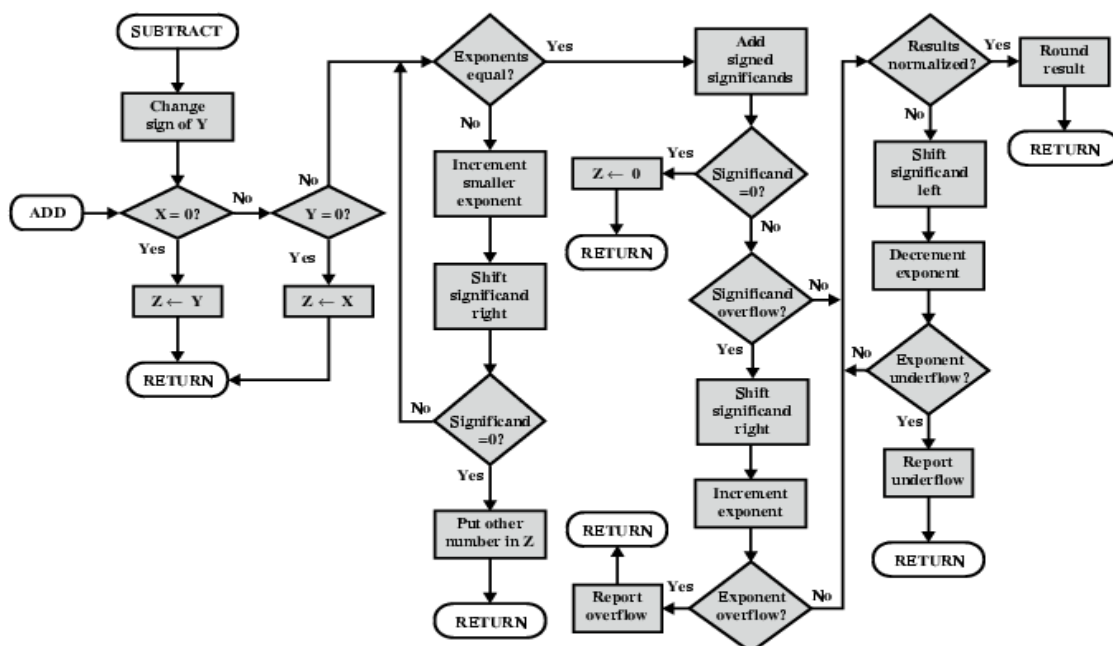 SUBTRACT
Change
sign of Y
ADD
X = 0?
No
Yes
Z ← Y
RETURN
Y = 0?
No
Yes
Z ← X
Exponents
equal?
Yes
No
Increment
smaller
exponent
Shift
significand
right
Significand
=0?
No
Yes
Put other
number in Z
RETURN
Add
signed
significands
Significand
=0?
Yes
Z ← 0
RETURN
No
Significand
overflow?
No
Yes
Shift
significand
right
Increment
exponent
Exponent
overflow?
Yes
Report
overflow
RETURN
No
Results
normalized?
Yes
Round
result
RETURN
No
Shift
significand
left
Decrement
exponent
Exponent
underflow?
No
Yes
Report
underflow
RETURN